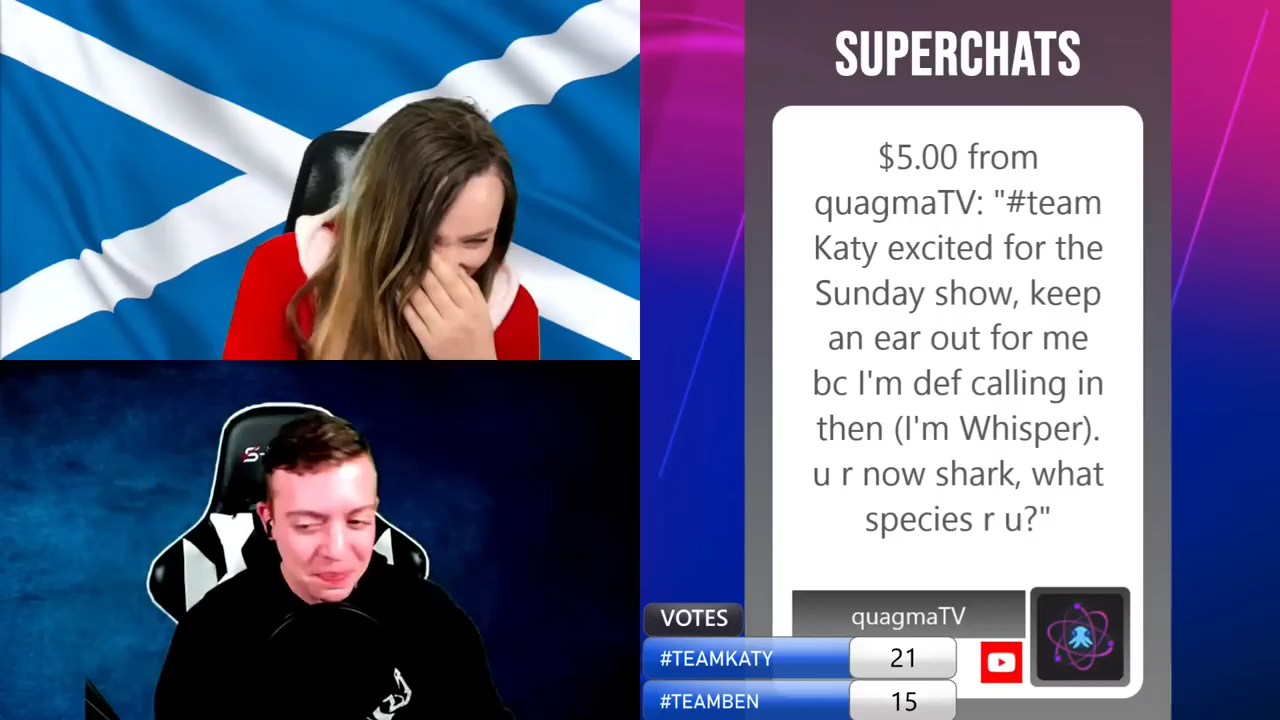 SUPERCHATS
$5.00 from
quagmaTV: "#team
Katy excited for the
Sunday show, keep
an ear out for me
bc I'm def calling in
then (I'm Whisper).
u r now shark, what
species r u?"
quagmaTV
VOTES
#TEAMKATY 21
#TEAMBEN 15